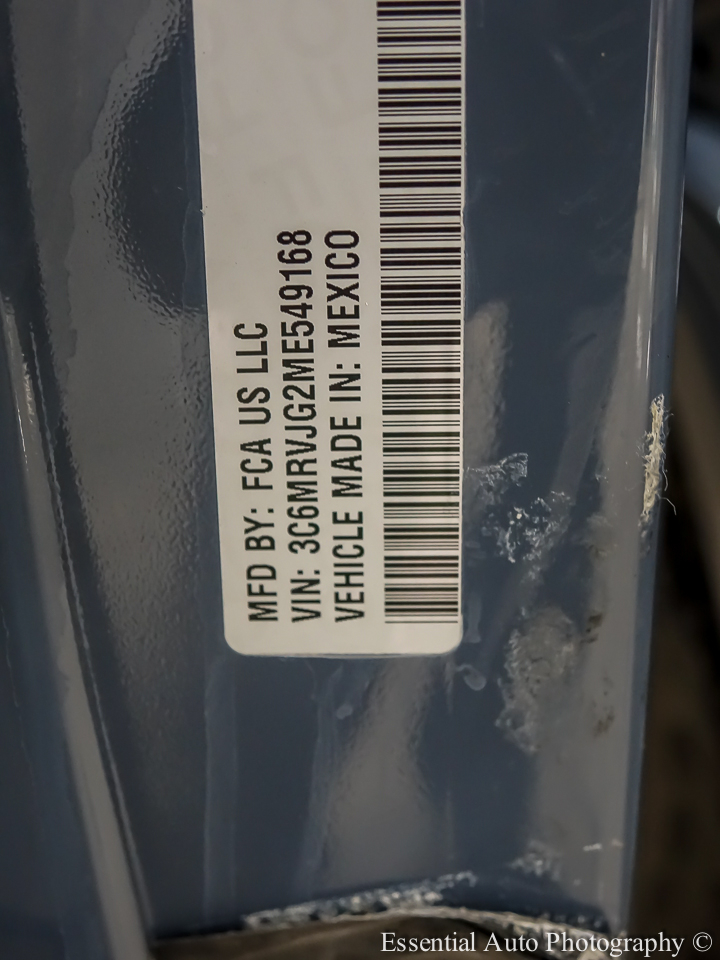 MFD BY: FCA US LLC
VIN: 3C6MRVJG2ME549168
VEHICLE MADE IN: MEXICO
Essential Auto Photography ©